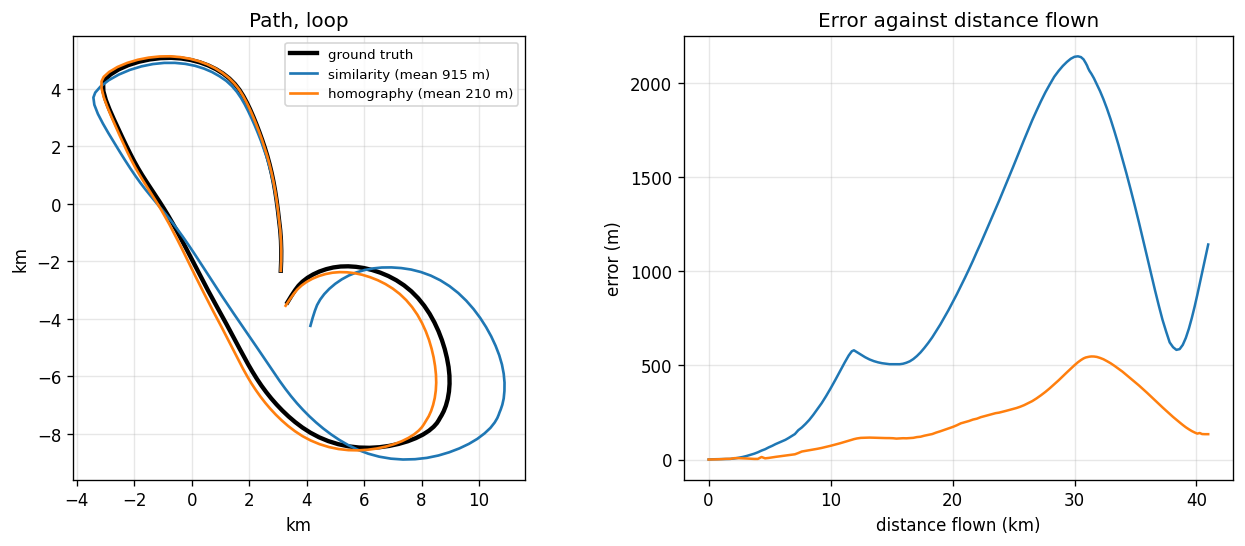 Path, loop
ground truth
similarity (mean 915 m)
homography (mean 210 m)
4
2
0
−2
−4
−6
−8
km
−4 −2 0 2 4 6 8 10
km
Error against distance flown
2000
1500
1000
500
0
error (m)
0 10 20 30 40
distance flown (km)